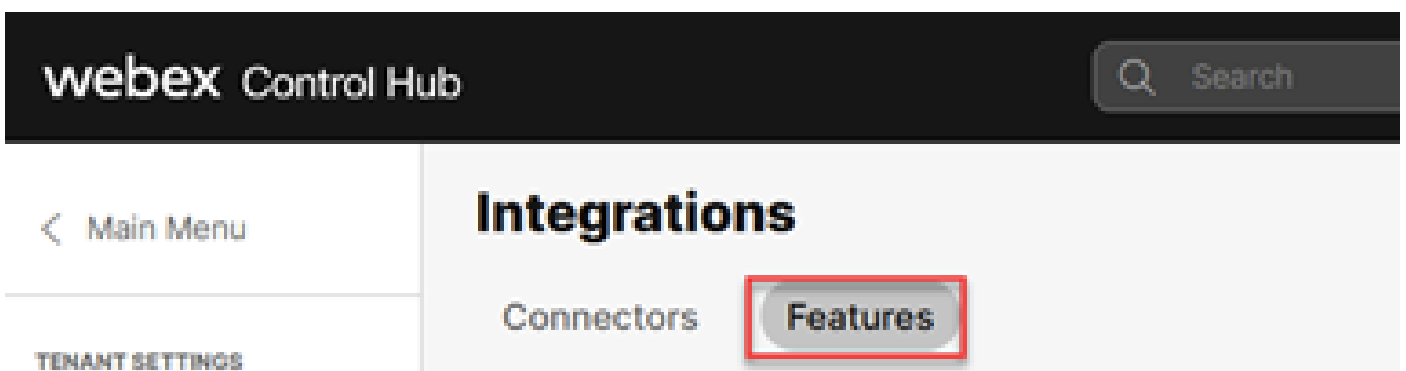 webex Control Hub
Search
Main Menu
Integrations
Connectors
Features
TENANT SETTINGS